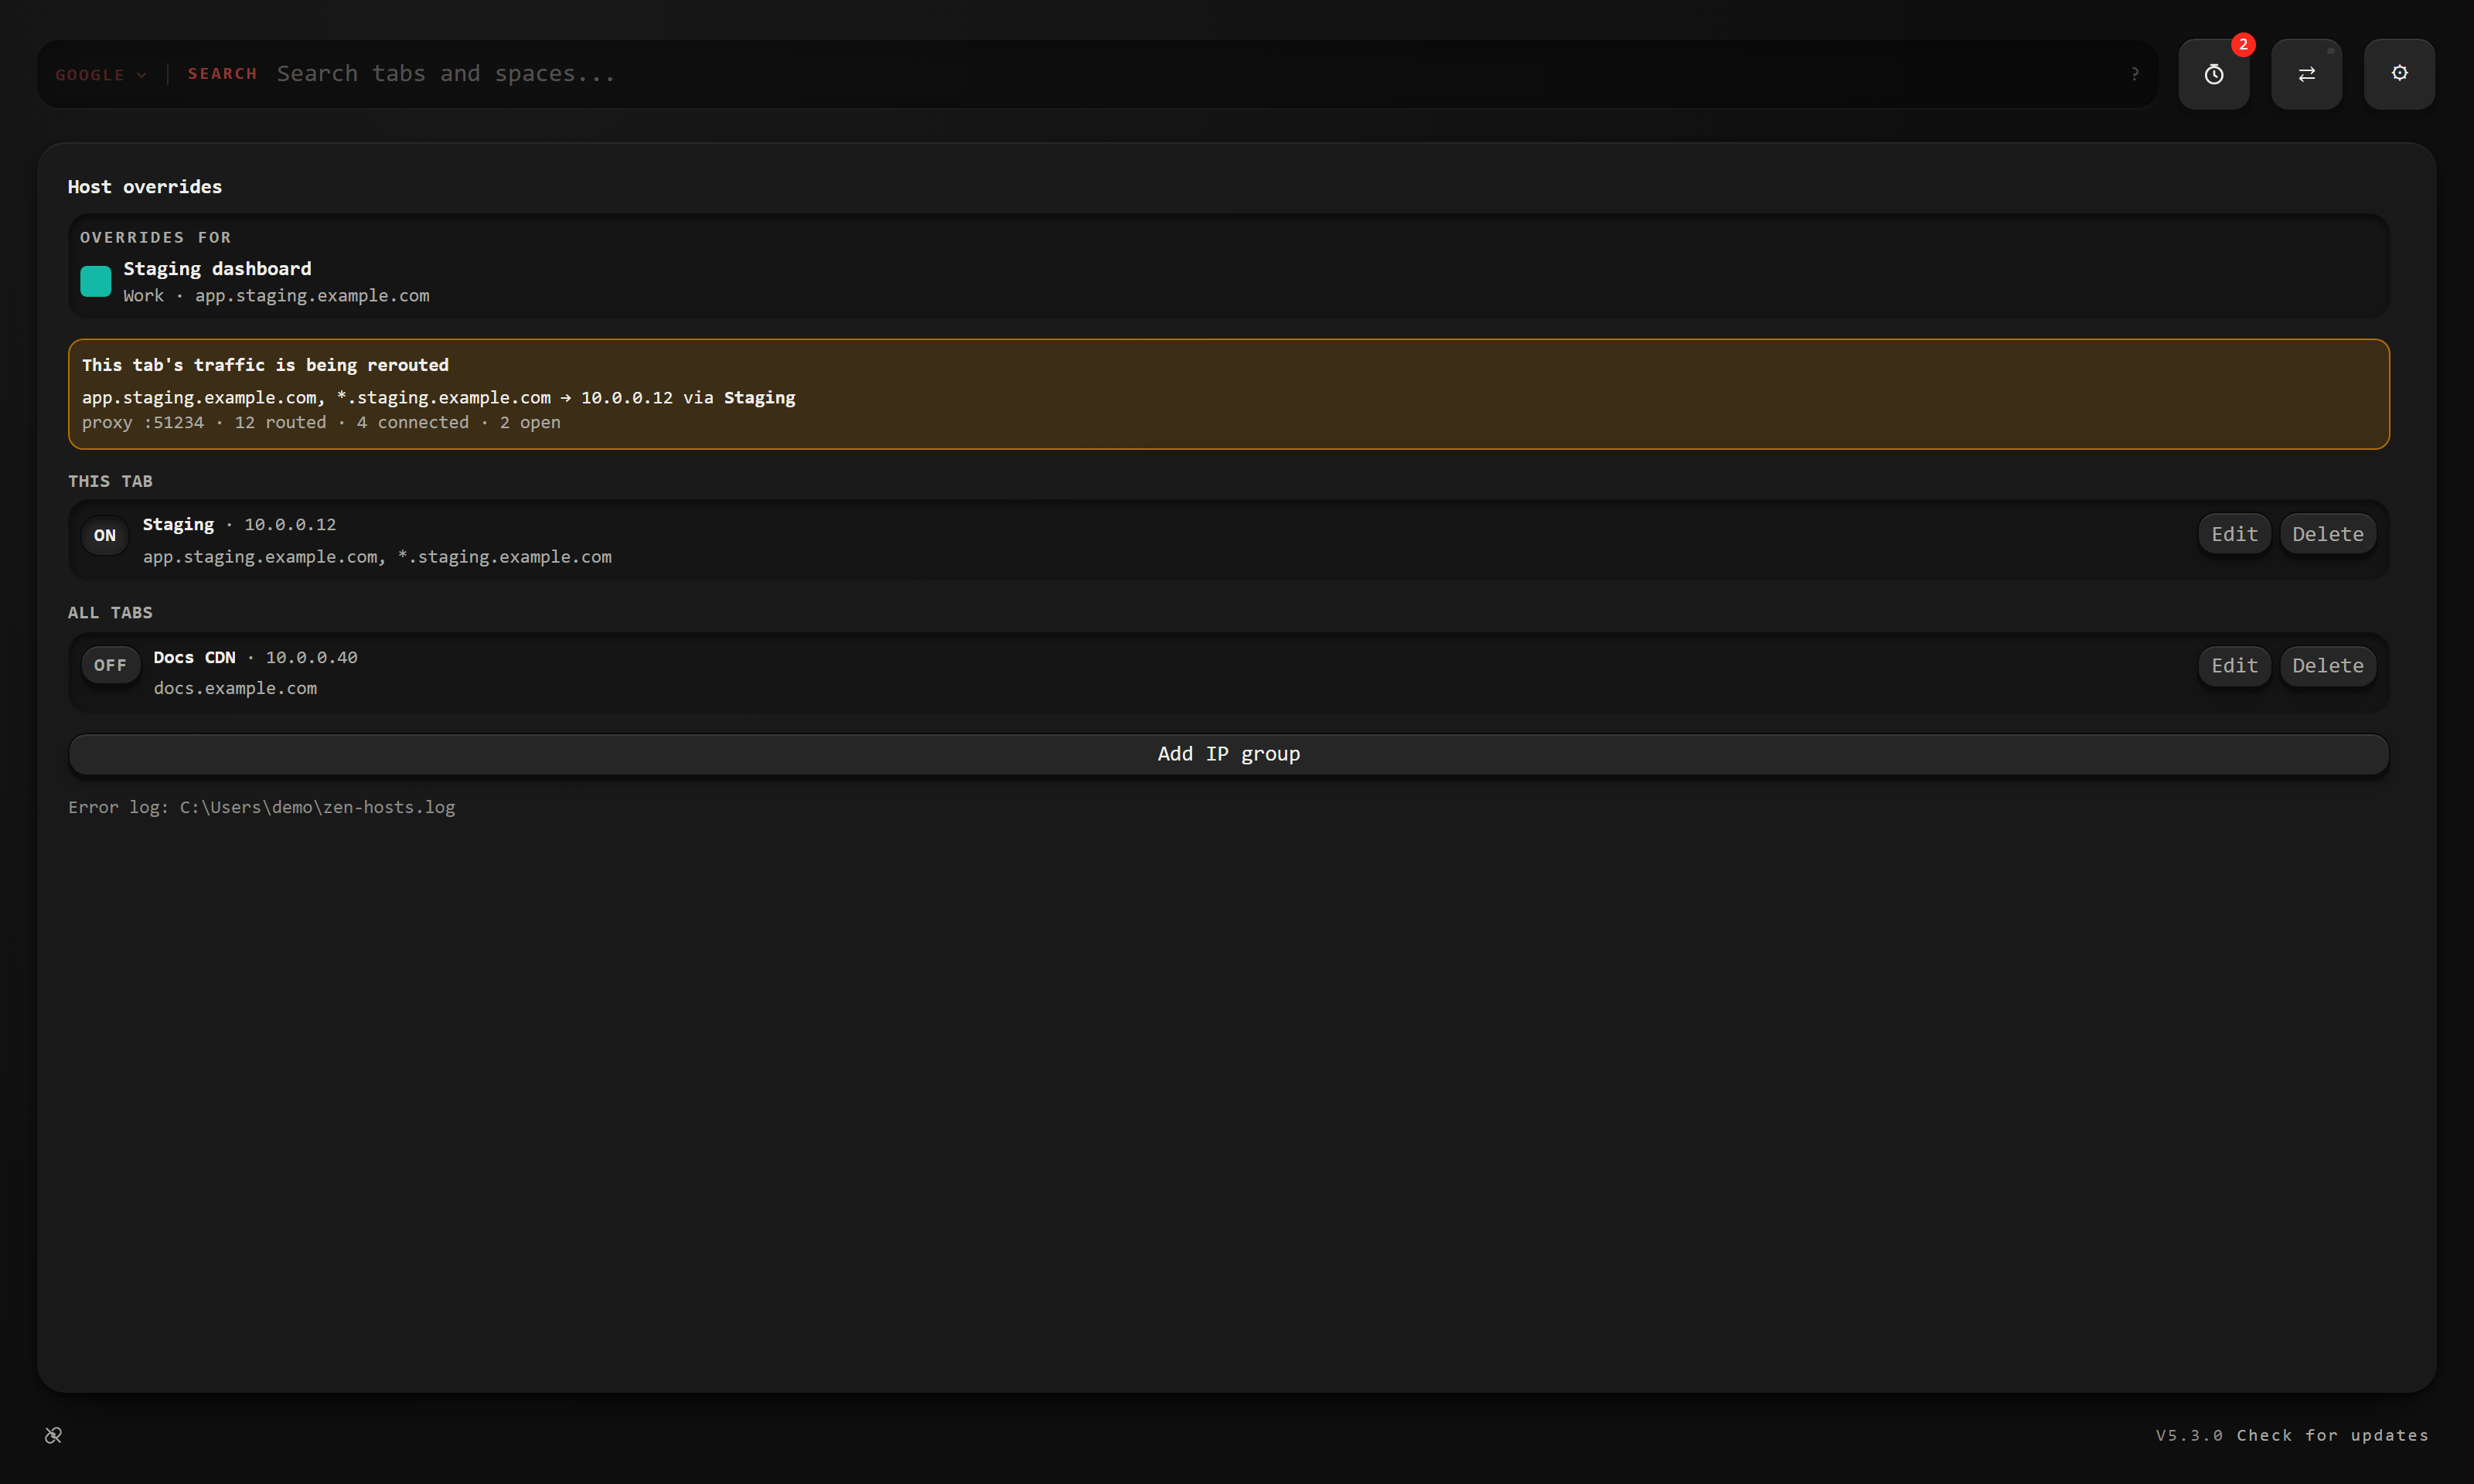 GOOGLE
SEARCH
Search tabs and spaces...
?
2
Host overrides
OVERRIDES FOR
Staging dashboard
Work · app.staging.example.com
This tab's traffic is being rerouted
app.staging.example.com, *.staging.example.com → 10.0.0.12 via Staging
proxy :51234 · 12 routed · 4 connected · 2 open
THIS TAB
ON
Staging · 10.0.0.12
app.staging.example.com, *.staging.example.com
Edit
Delete
ALL TABS
OFF
Docs CDN · 10.0.0.40
docs.example.com
Edit
Delete
Add IP group
Error log: C:\Users\demo\zen-hosts.log
V5.3.0 Check for updates